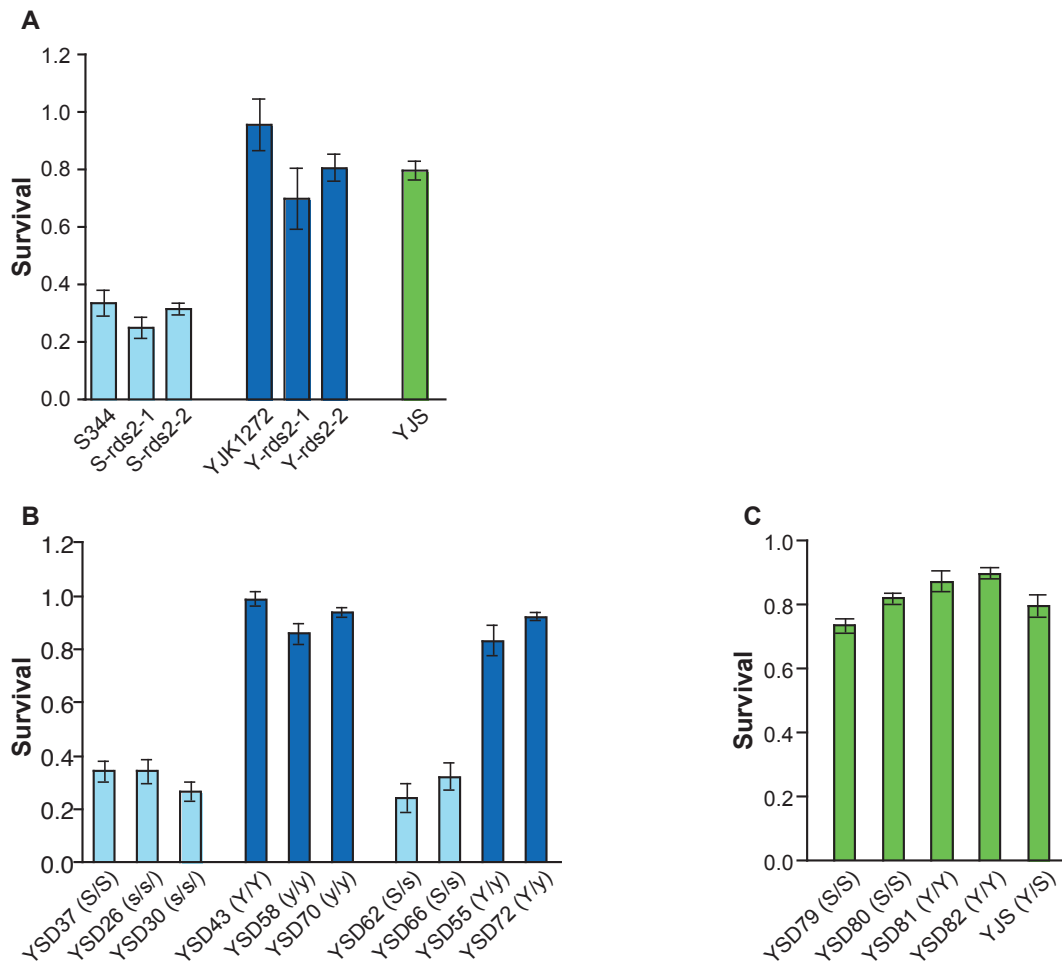 A
Survival
1.2
1.0
0.8
0.6
0.4
0.2
0.0
S344
S-rds2-1
S-rds2-2
YJK1272
Y-rds2-1
Y-rds2-2
YJS
B
Survival
1.2
1.0
0.8
0.6
0.4
0.2
0.0
YSD37 (S/S)
YSD26 (s/s/)
YSD30 (s/s/)
YSD43 (Y/Y)
YSD58 (y/y)
YSD70 (y/y)
YSD62 (S/s)
YSD66 (S/s)
YSD55 (Y/y)
YSD72 (Y/y)
C
Survival
1.0
0.8
0.6
0.4
0.2
0.0
YSD79 (S/S)
YSD80 (S/S)
YSD81 (Y/Y)
YSD82 (Y/Y)
YJS (Y/S)